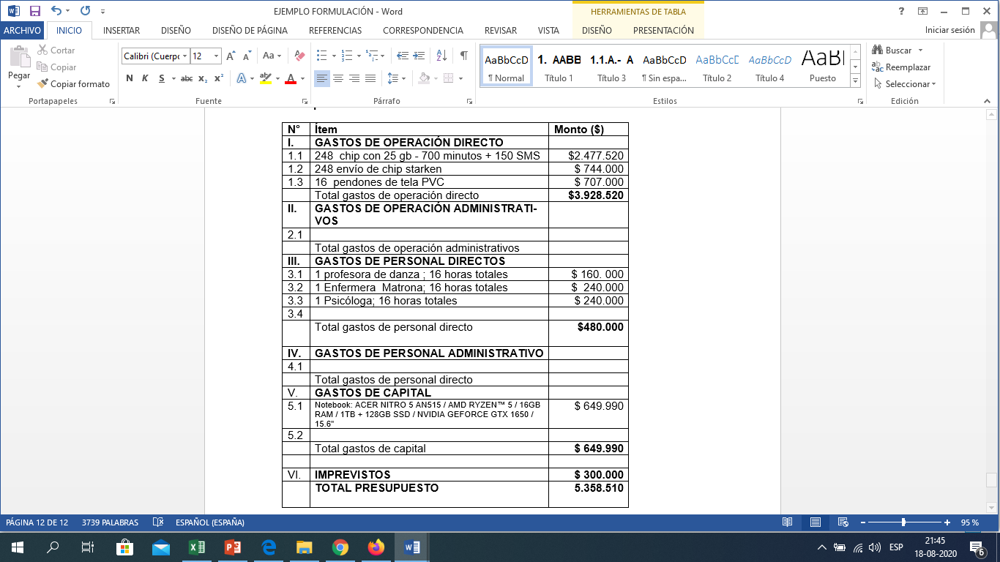 EJEMPLO FORMULACIÓN - Word
HERRAMIENTAS DE TABLA
ARCHIVO INICIO INSERTAR DISEÑO DISEÑO DE PÁGINA REFERENCIAS CORRESPONDENCIA REVISAR VISTA DISEÑO PRESENTACIÓN Iniciar sesión
Pegar
Cortar
Copiar
Copiar formato
Portapapeles
Calibri (Cuerpo 12
N K S abc x₂ x²
Fuente
Párrafo
AaBbCcD AABB 1.1.A.- A AaBbCcD AaBbCcC AaBbCcD AaBl
¶ Normal Título 1 Título 3 ¶ Sin espa... Título 2 Título 4 Puesto
Estilos
Buscar
Reemplazar
Seleccionar
Edición
N° Ítem Monto ($)
I. GASTOS DE OPERACIÓN DIRECTO
1.1 248 chip con 25 gb - 700 minutos + 150 SMS $2.477.520
1.2 248 envío de chip starken $ 744.000
1.3 16 pendones de tela PVC $ 707.000
Total gastos de operación directo $3.928.520
II. GASTOS DE OPERACIÓN ADMINISTRATI-
VOS
2.1
Total gastos de operación administrativos
III. GASTOS DE PERSONAL DIRECTOS
3.1 1 profesora de danza ; 16 horas totales $ 160. 000
3.2 1 Enfermera Matrona; 16 horas totales $ 240.000
3.3 1 Psicóloga; 16 horas totales $ 240.000
3.4
Total gastos de personal directo $480.000
IV. GASTOS DE PERSONAL ADMINISTRATIVO
4.1
Total gastos de personal directo
V. GASTOS DE CAPITAL
5.1 Notebook: ACER NITRO 5 AN515 / AMD RYZEN™ 5 / 16GB $ 649.990
RAM / 1TB + 128GB SSD / NVIDIA GEFORCE GTX 1650 /
15.6"
5.2
Total gastos de capital $ 649.990
VI. IMPREVISTOS $ 300.000
TOTAL PRESUPUESTO 5.358.510
PÁGINA 12 DE 12 3739 PALABRAS ESPAÑOL (ESPAÑA) 95 %
ESP
21:45
18-08-2020
6